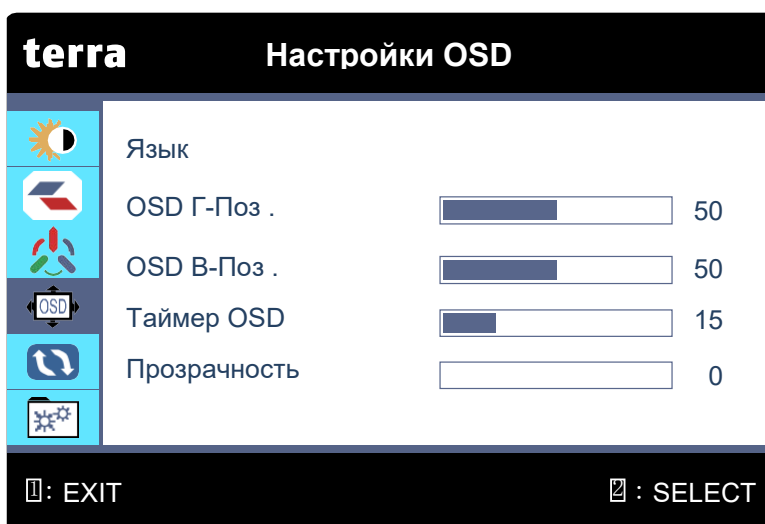 terra Настройки OSD
Язык
OSD Г-Поз . 50
OSD В-Поз . 50
OSD
Таймер OSD 15
Прозрачность 0
1: EXIT 2 : SELECT